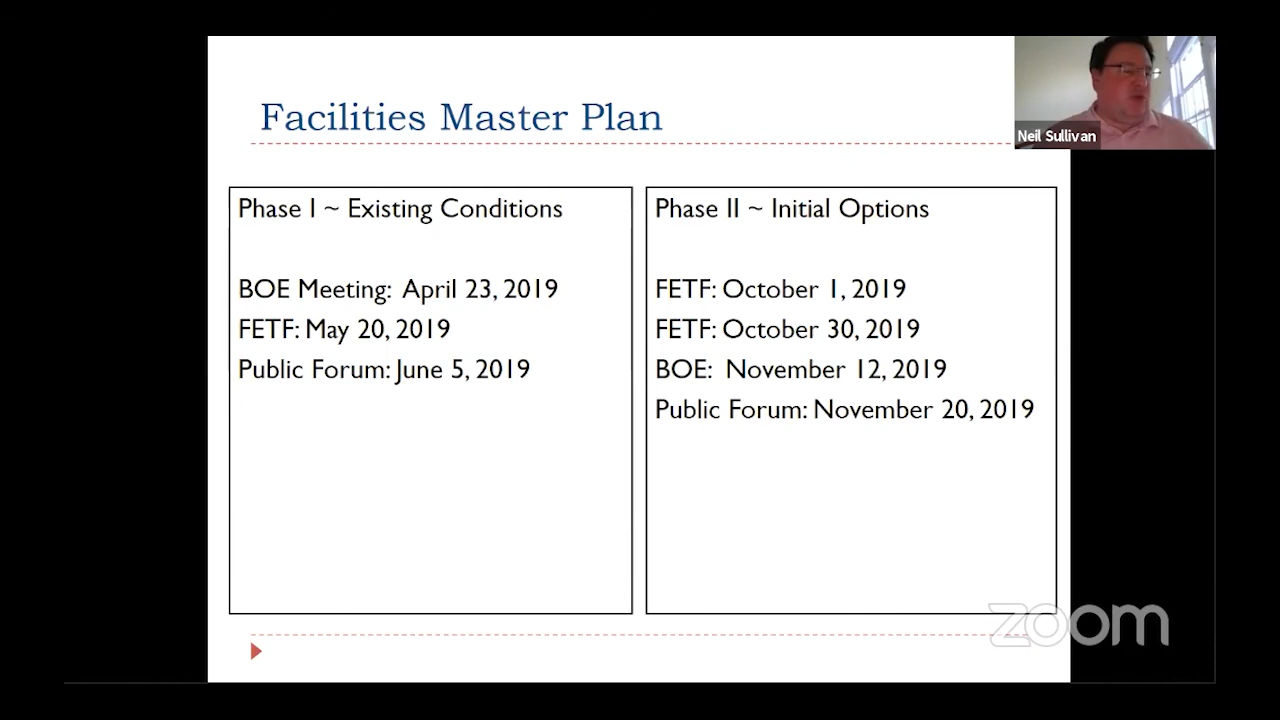 Facilities Master Plan
Neil Sullivan
Phase I ~ Existing Conditions
BOE Meeting: April 23, 2019
FETF: May 20, 2019
Public Forum: June 5, 2019
Phase II ~ Initial Options
FETF: October 1, 2019
FETF: October 30, 2019
BOE: November 12, 2019
Public Forum: November 20, 2019
zoom